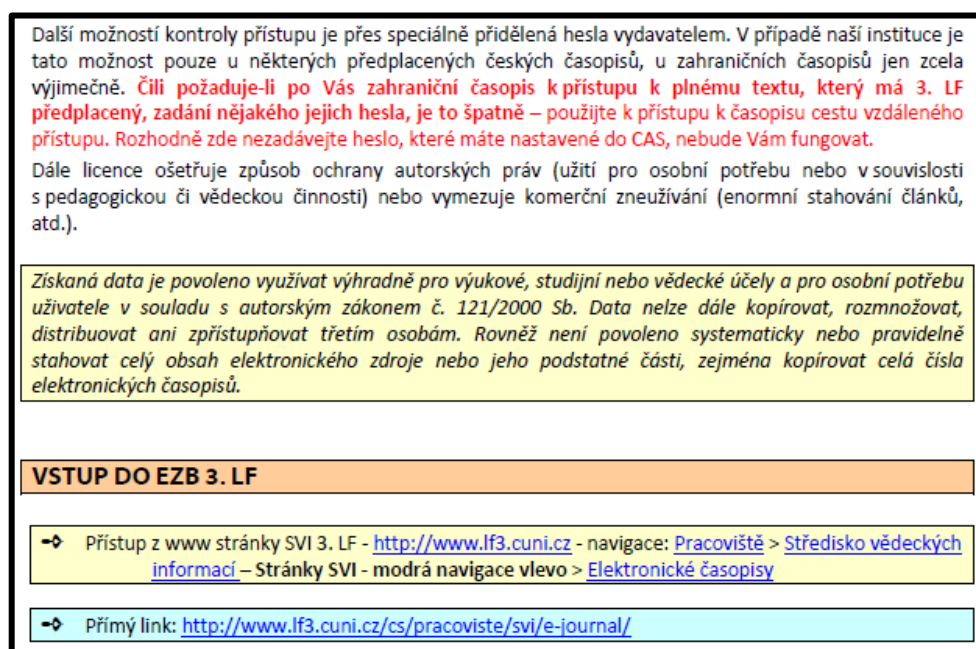 Další možností kontroly přístupu je přes speciálně přidělená hesla vydavatelem. V případě naší instituce je
tato možnost pouze u některých předplacených českých časopisů, u zahraničních časopisů jen zcela
výjimečně. Čili požaduje-li po Vás zahraniční časopis k přístupu k plnému textu, který má 3. LF
předplacený, zadání nějakého jejich hesla, je to špatně – použijte k přístupu k časopisu cestu vzdáleného
přístupu. Rozhodně zde nezadávejte heslo, které máte nastavené do CAS, nebude Vám fungovat.
Dále licence ošetřuje způsob ochrany autorských práv (užití pro osobní potřebu nebo v souvislosti
s pedagogickou či vědeckou činnosti) nebo vymezuje komerční zneužívání (enormní stahování článků,
atd.).
Získaná data je povoleno využívat výhradně pro výukové, studijní nebo vědecké účely a pro osobní potřebu
uživatele v souladu s autorským zákonem č. 121/2000 Sb. Data nelze dále kopírovat, rozmnožovat,
distribuovat ani zpřístupňovat třetím osobám. Rovněž není povoleno systematicky nebo pravidelně
stahovat celý obsah elektronického zdroje nebo jeho podstatné části, zejména kopírovat celá čísla
elektronických časopisů.
VSTUP DO EZB 3. LF
Přístup z www stránky SVI 3. LF - http://www.lf3.cuni.cz - navigace: Pracoviště > Středisko vědeckých
informací – Stránky SVI - modrá navigace vlevo > Elektronické časopisy
Přímý link: http://www.lf3.cuni.cz/cs/pracoviste/svi/e-journal/